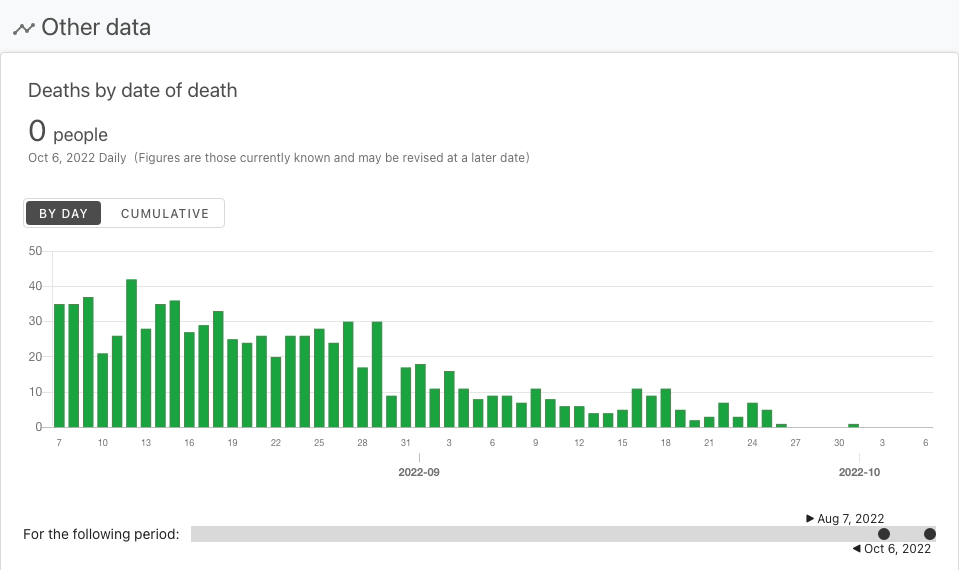 Other data
Deaths by date of death
0 people
Oct 6, 2022 Daily (Figures are those currently known and may be revised at a later date)
BY DAY CUMULATIVE
50
40
30
20
10
0
7 10 13 16 19 22 25 28 31 3 6 9 12 15 18 21 24 27 30 3 6
2022-09 2022-10
▶ Aug 7, 2022
For the following period:
◀ Oct 6, 2022